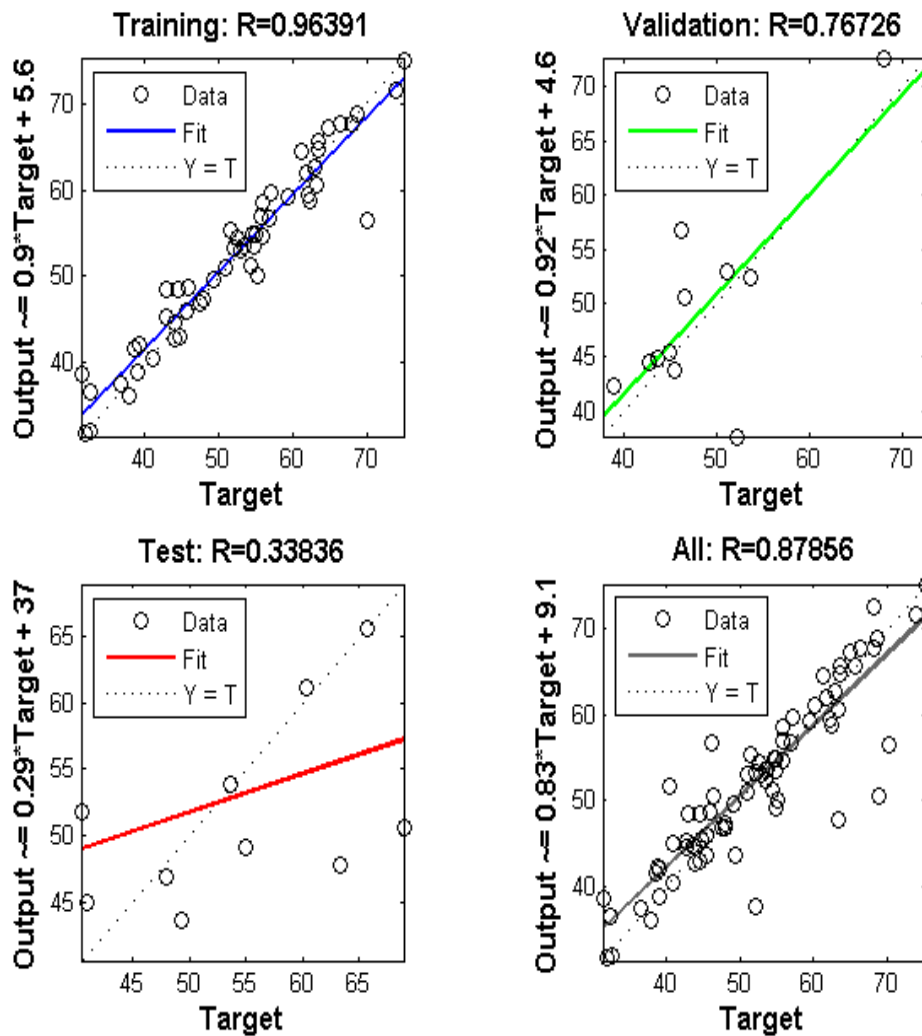 Training: R=0.96391
Output ~= 0.9*Target + 5.6
Data
Fit
Y = T
70
60
50
40
40
50
60
70
Target
Validation: R=0.76726
Output ~= 0.92*Target + 4.6
Data
Fit
Y = T
70
65
60
55
50
45
40
40
50
60
70
Target
Test: R=0.33836
Output ~= 0.29*Target + 37
Data
Fit
Y = T
65
60
55
50
45
45
50
55
60
65
Target
All: R=0.87856
Output ~= 0.83*Target + 9.1
Data
Fit
Y = T
70
60
50
40
40
50
60
70
Target